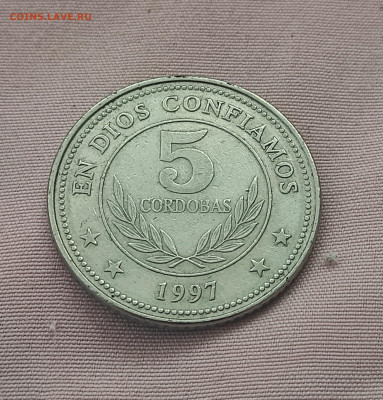 COINS.LAVE.RU
EN DIOS CONFIAMOS
5
CORDOBAS
1997